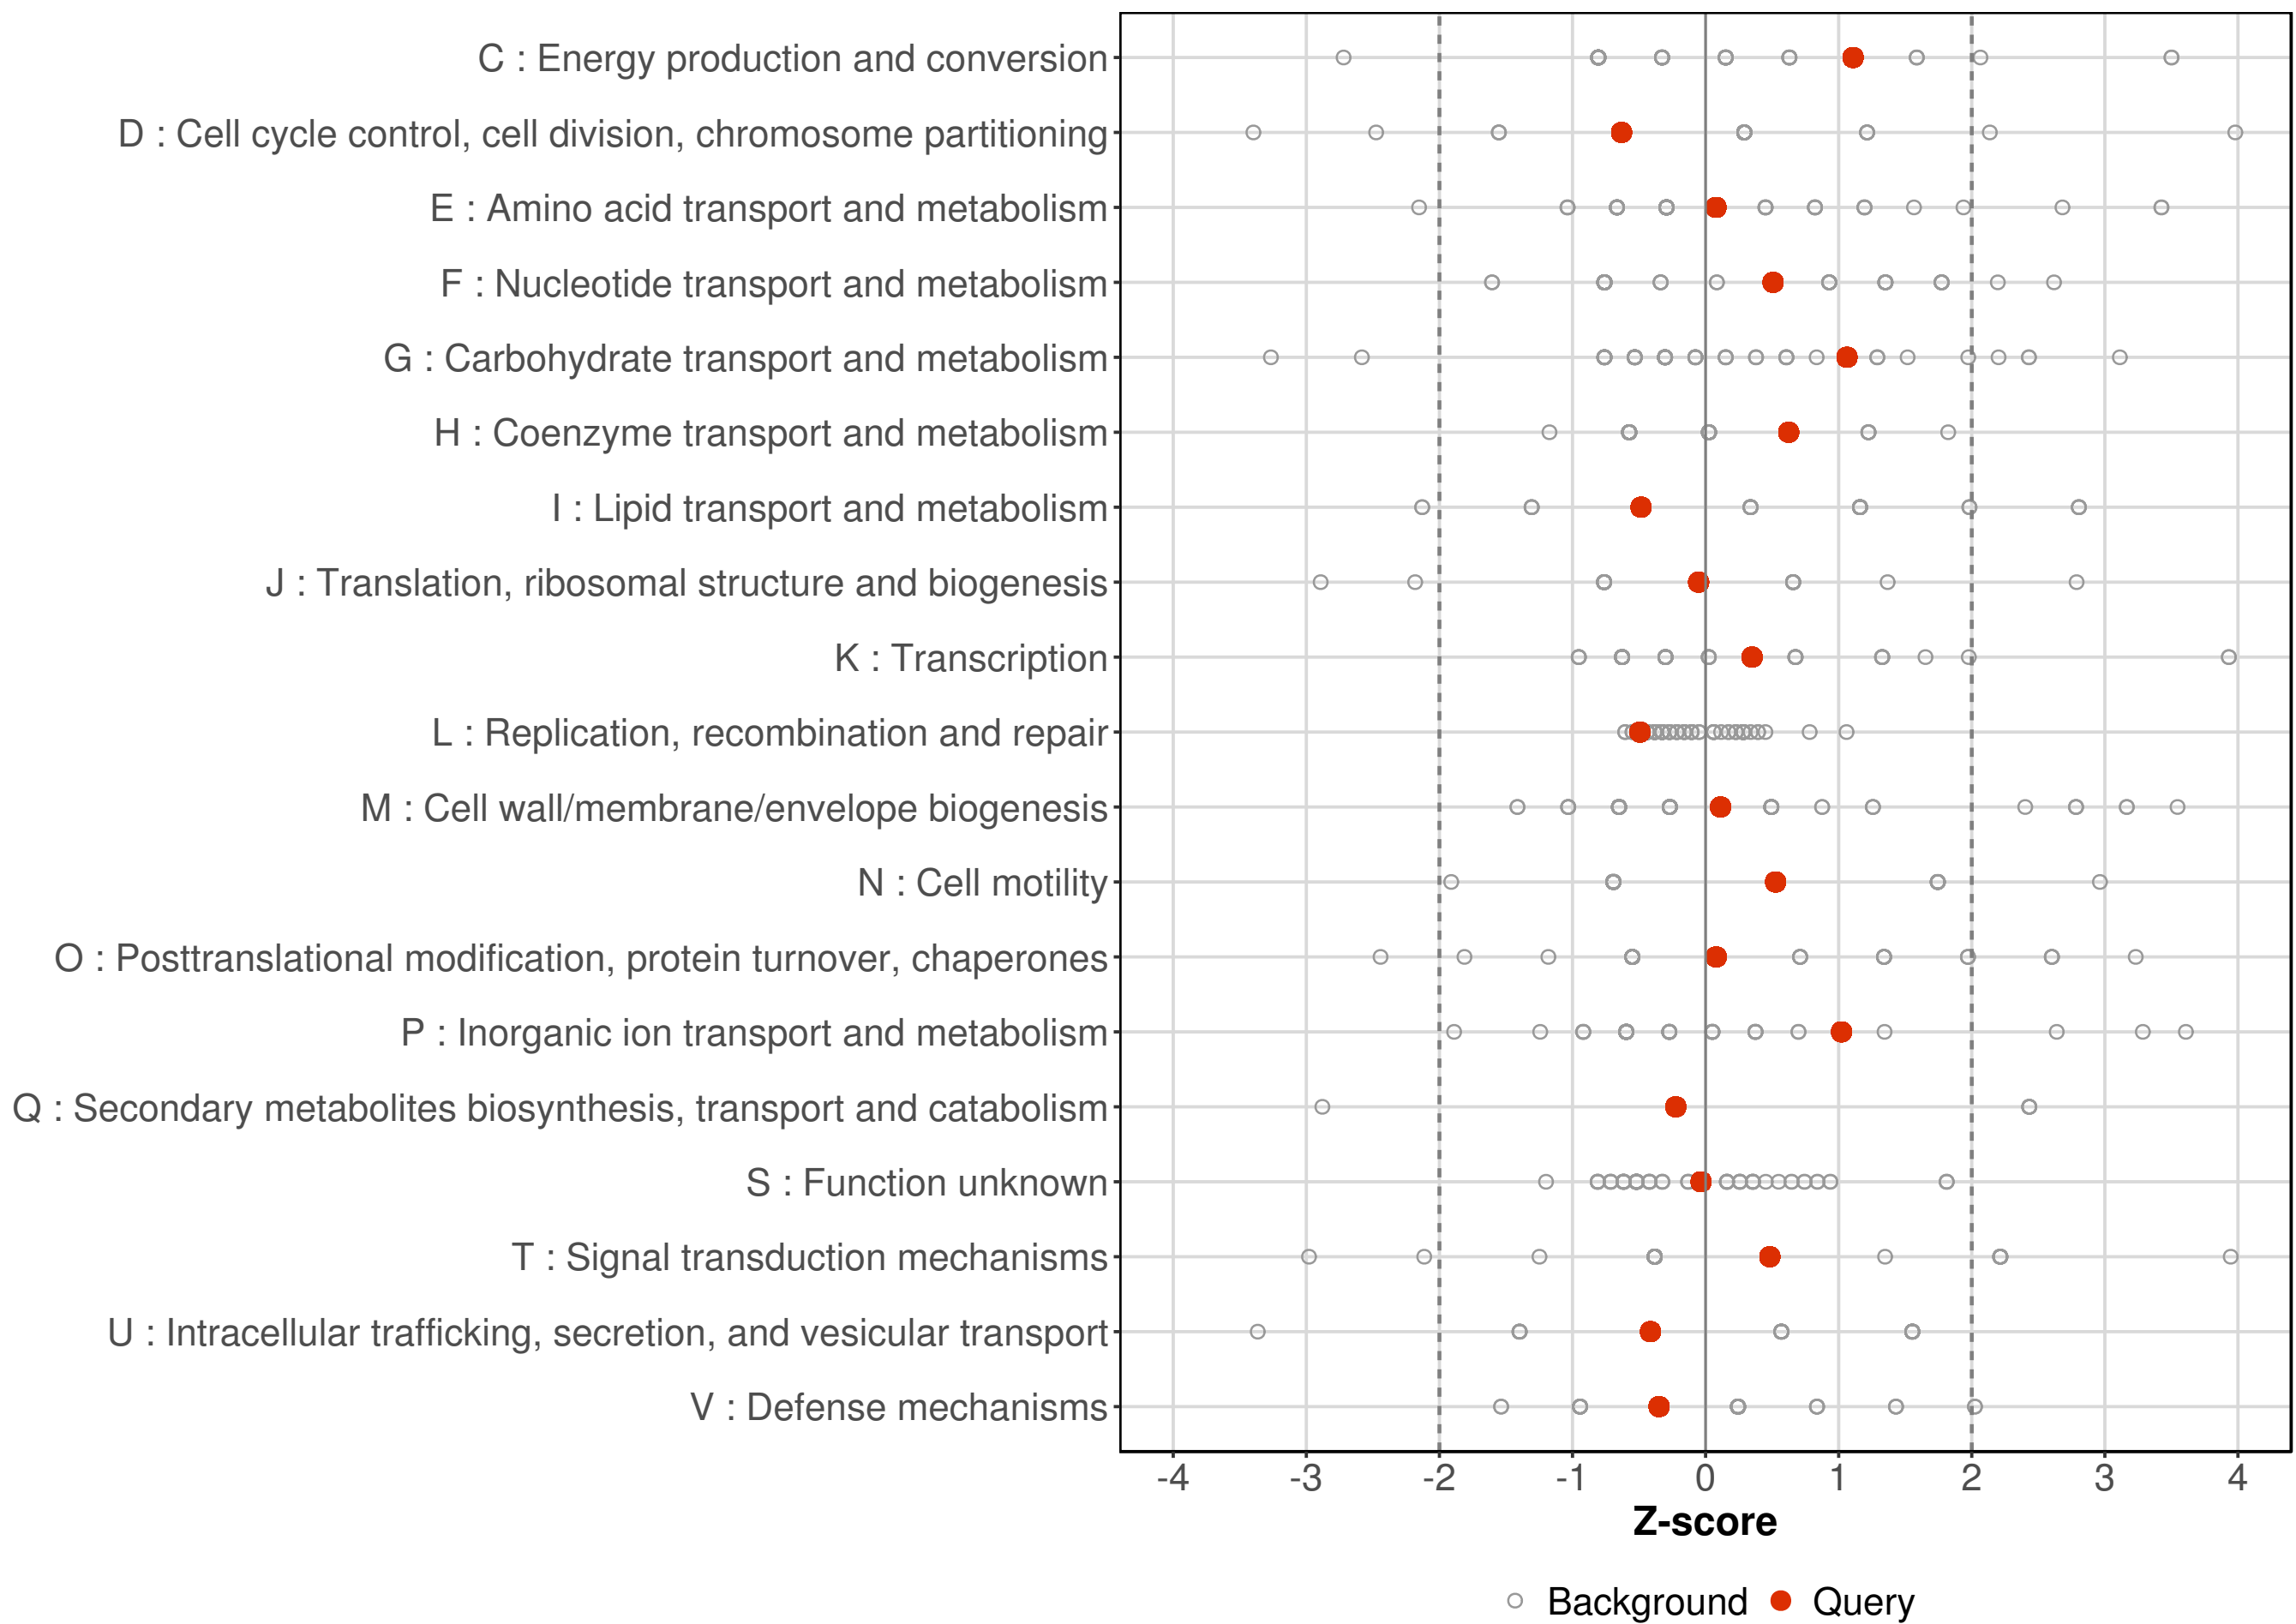 C : Energy production and conversion
D : Cell cycle control, cell division, chromosome partitioning
E : Amino acid transport and metabolism
F : Nucleotide transport and metabolism
G : Carbohydrate transport and metabolism
H : Coenzyme transport and metabolism
I : Lipid transport and metabolism
J : Translation, ribosomal structure and biogenesis
K : Transcription
L : Replication, recombination and repair
M : Cell wall/membrane/envelope biogenesis
N : Cell motility
O : Posttranslational modification, protein turnover, chaperones
P : Inorganic ion transport and metabolism
Q : Secondary metabolites biosynthesis, transport and catabolism
S : Function unknown
T : Signal transduction mechanisms
U : Intracellular trafficking, secretion, and vesicular transport
V : Defense mechanisms
-4 -3 -2 -1 0 1 2 3 4
Z-score
Background Query